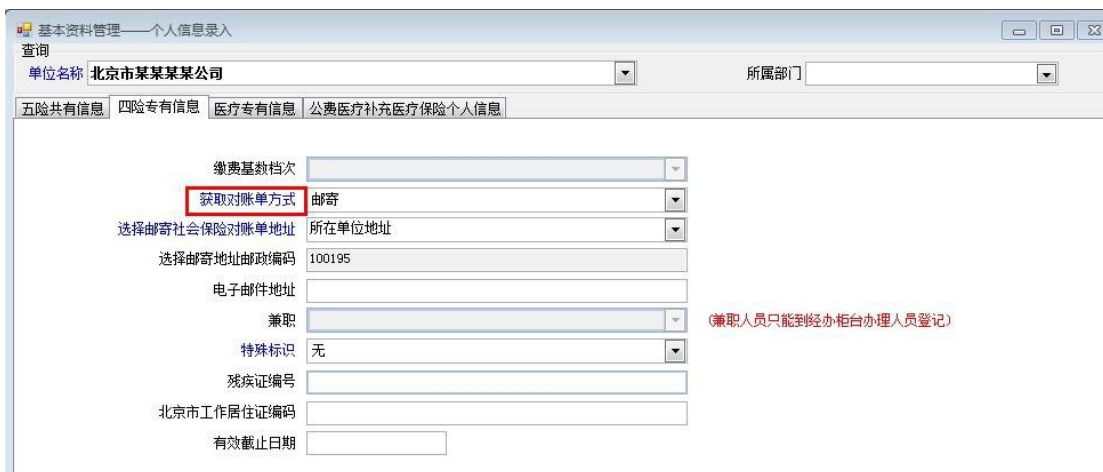 基本资料管理——个人信息录入
查询
单位名称 北京市某某某某公司 所属部门
五险共有信息 四险专有信息 医疗专有信息 公费医疗补充医疗保险个人信息
缴费基数档次
获取对账单方式 邮寄
选择邮寄社会保险对账单地址 所在单位地址
选择邮寄地址邮政编码 100195
电子邮件地址
兼职 (兼职人员只能到经办柜台办理人员登记)
特殊标识 无
残疾证编号
北京市工作居住证编码
有效截止日期